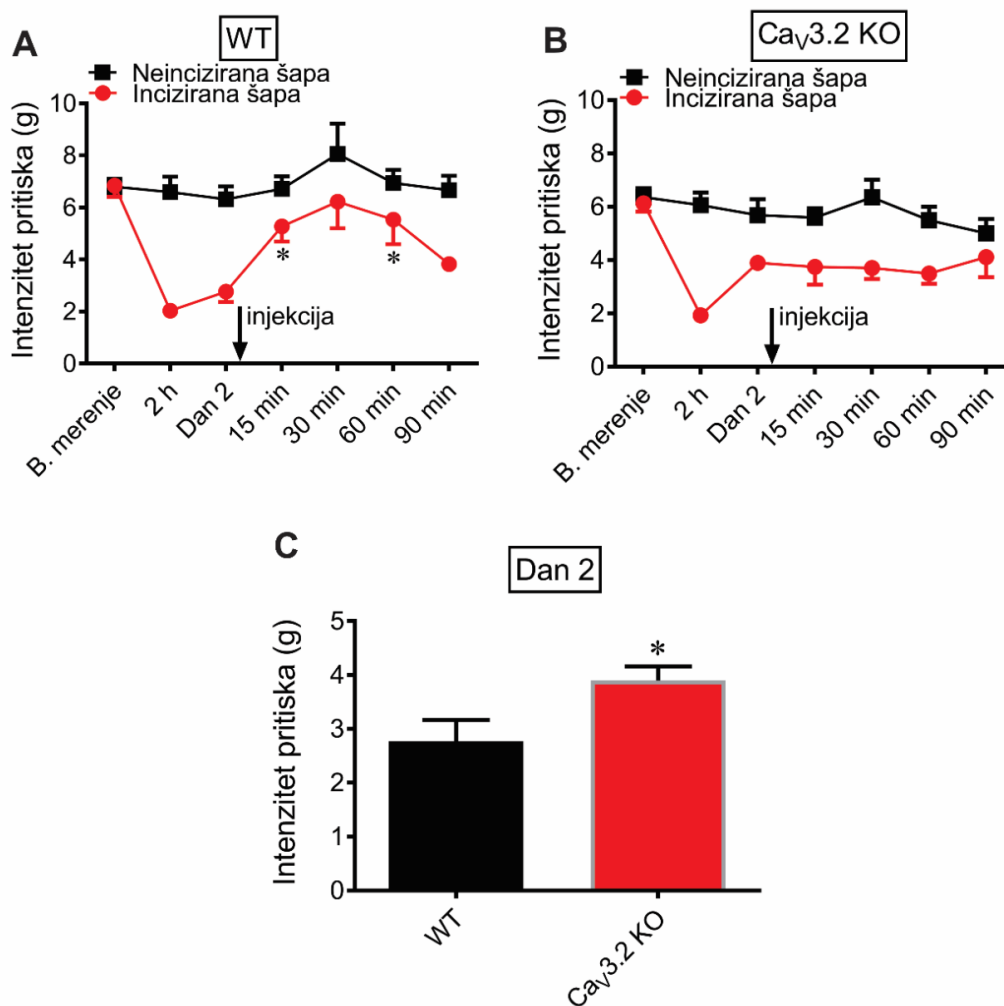 A
WT
Neincizirana šapa
Incizirana šapa
Intenzitet pritiska (g)
10
8
6
4
2
0
*
*
injekcija
B. merenje
2 h
Dan 2
15 min
30 min
60 min
90 min
B
CaV3.2 KO
Neincizirana šapa
Incizirana šapa
Intenzitet pritiska (g)
10
8
6
4
2
0
injekcija
B. merenje
2 h
Dan 2
15 min
30 min
60 min
90 min
C
Dan 2
Intenzitet pritiska (g)
5
4
3
2
1
0
*
WT
CaV3.2 KO